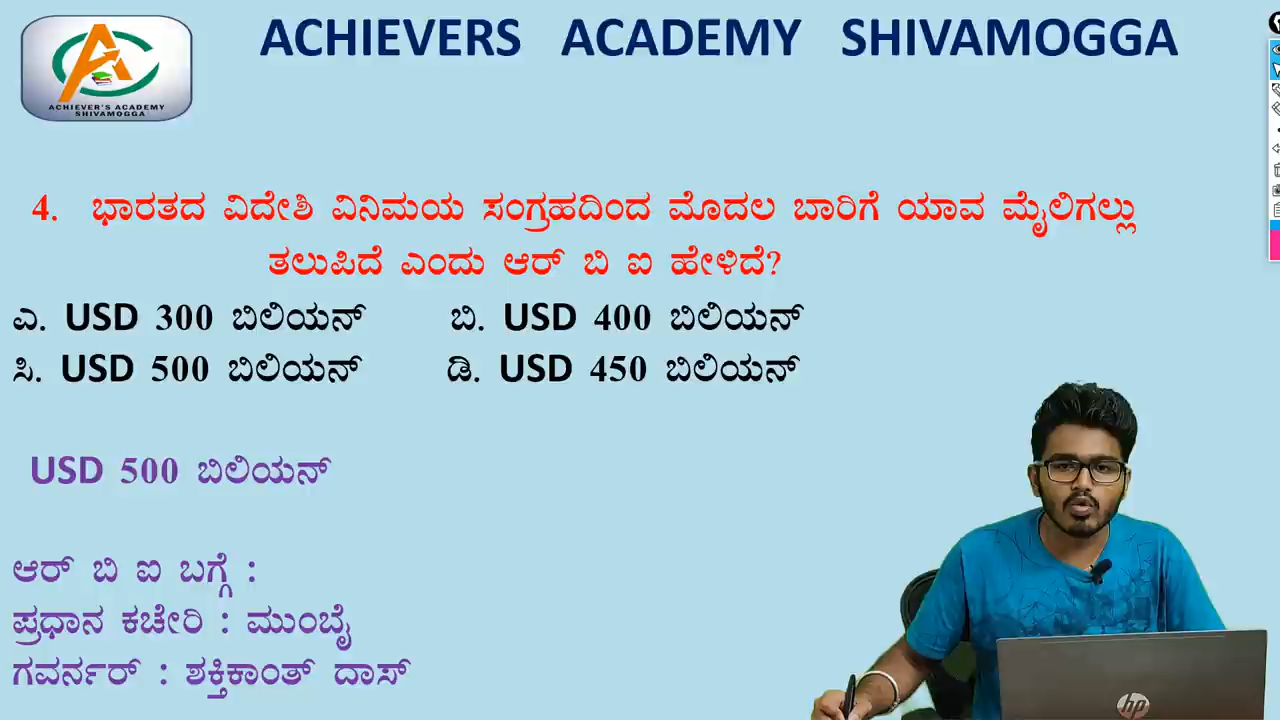 ACHIEVERS ACADEMY SHIVAMOGGA
ACHIEVER'S ACADEMY
SHIVAMOGGA
4. ಭಾರತದ ವಿದೇಶಿ ವಿನಿಮಯ ಸಂಗ್ರಹದಿಂದ ಮೊದಲ ಬಾರಿಗೆ ಯಾವ ಮೈಲಿಗಲ್ಲು
ತಲುಪಿದೆ ಎಂದು ಆರ್ ಬಿ ಐ ಹೇಳಿದೆ?
ಎ. USD 300 ಬಿಲಿಯನ್ ಬಿ. USD 400 ಬಿಲಿಯನ್
ಸಿ. USD 500 ಬಿಲಿಯನ್ ಡಿ. USD 450 ಬಿಲಿಯನ್
USD 500 ಬಿಲಿಯನ್
ಆರ್ ಬಿ ಐ ಬಗ್ಗೆ :
ಪ್ರಧಾನ ಕಚೇರಿ : ಮುಂಬೈ
ಗವರ್ನರ್ : ಶಕ್ತಿಕಾಂತ್ ದಾಸ್
hp